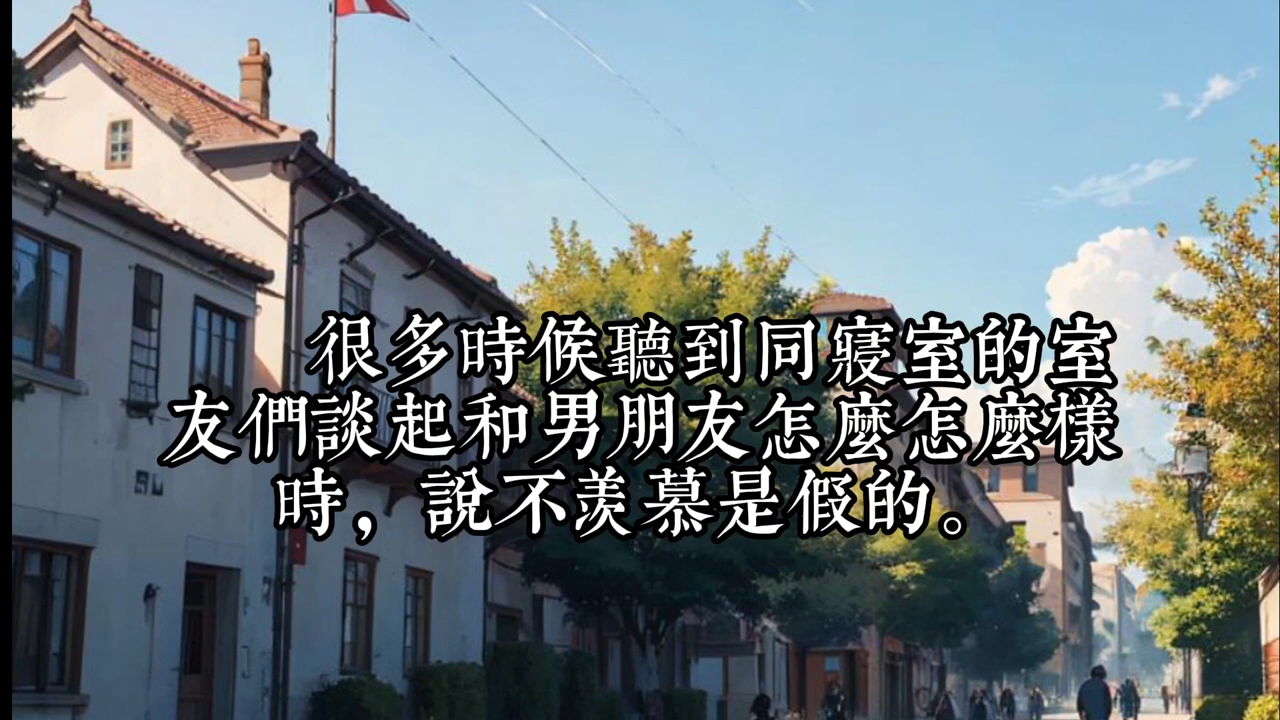 很多時候聽到同寢室的室
友們談起和男朋友怎麼怎麼樣
時，說不羨慕是假的。